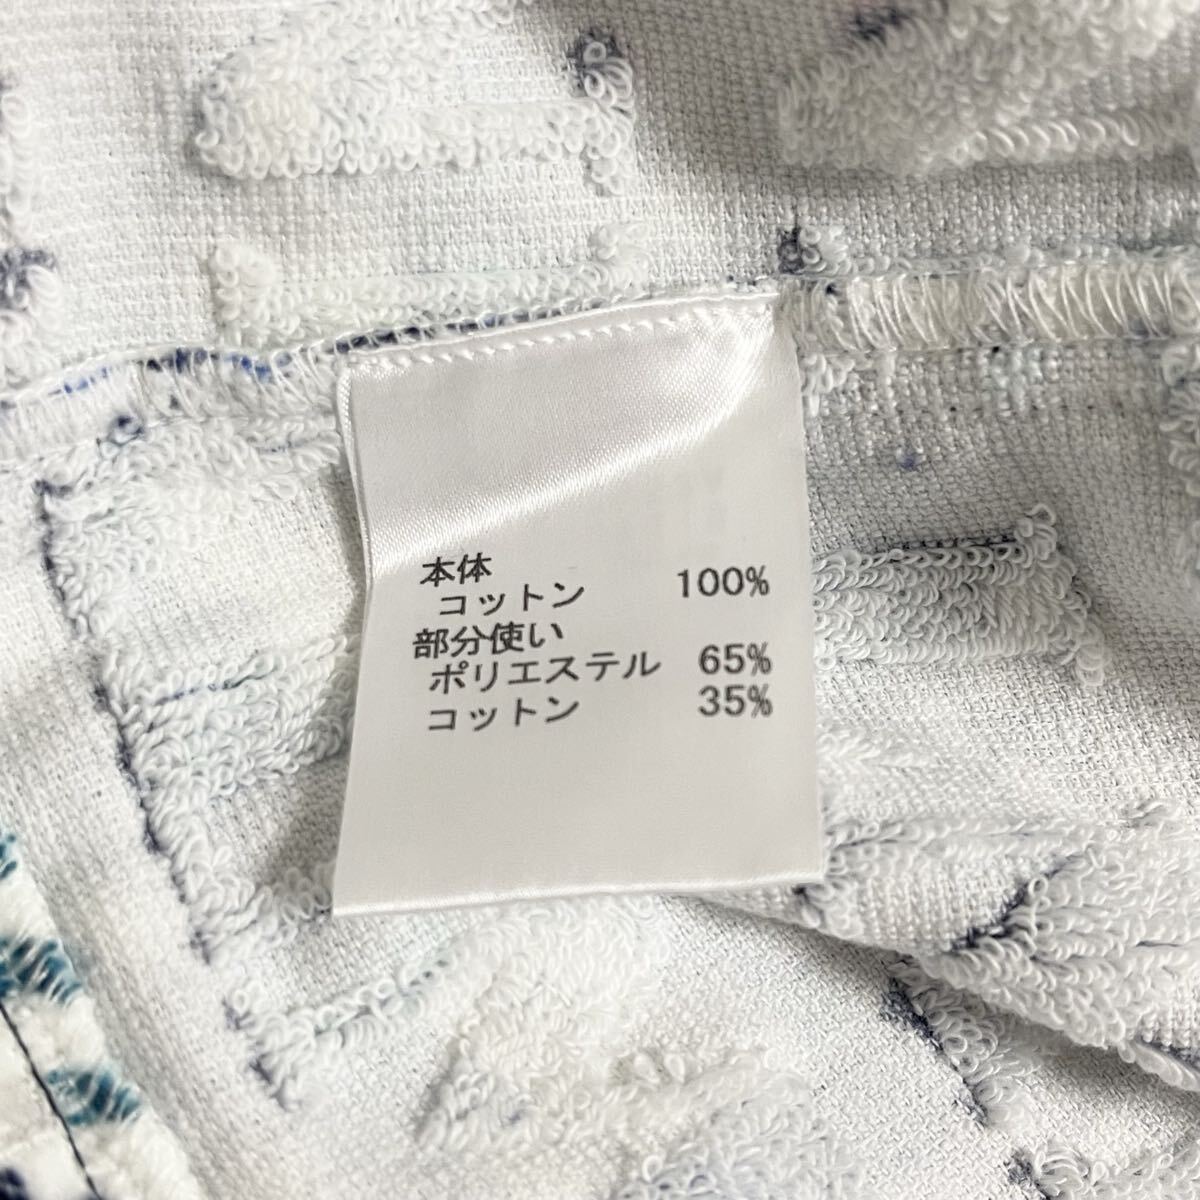 本体
コットン 100%
部分使い
ポリエステル 65%
コットン 35%